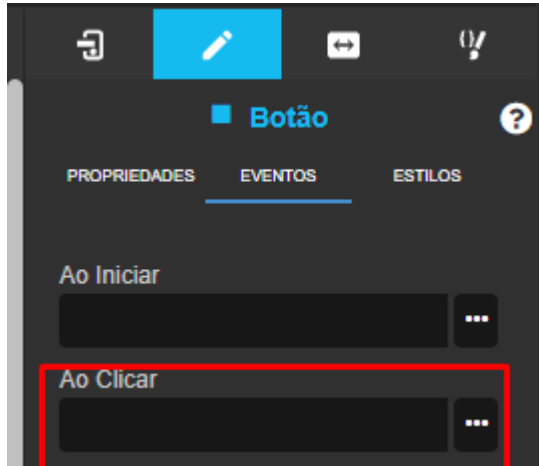 Botão
?
PROPRIEDADES EVENTOS ESTILOS
Ao Iniciar
...
Ao Clicar
...